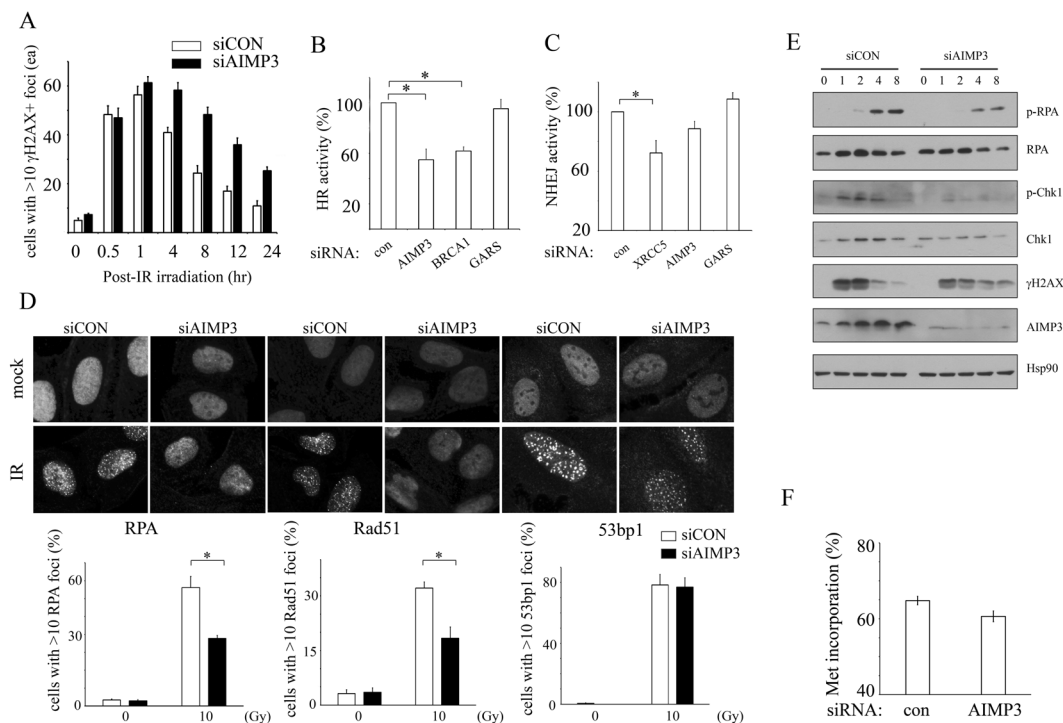 A
siCON
siAIMP3
cells with >10 γH2AX+ foci (ea)
60
40
20
0 0.5 1 4 8 12 24
Post-IR irradiation (hr)
B
*
*
HR activity (%)
100
60
20
siRNA: con AIMP3 BRCA1 GARS
C
*
NHEJ activity (%)
100
60
20
siRNA: con XRCC5 AIMP3 GARS
D
siCON siAIMP3 siCON siAIMP3 siCON siAIMP3
mock
IR
RPA
cells with >10 RPA foci (%)
60
30
0
*
0 10 (Gy)
Rad51
cells with >10 Rad51 foci (%)
30
0
*
0 10 (Gy)
53bp1
siCON
siAIMP3
cells with >10 53bp1 foci (%)
80
40
0
0 10 (Gy)
E
siCON siAIMP3
0 1 2 4 8 0 1 2 4 8
p-RPA
RPA
p-Chk1
Chk1
γH2AX
AIMP3
Hsp90
F
Met incorporation (%)
80
60
40
siRNA: con AIMP3